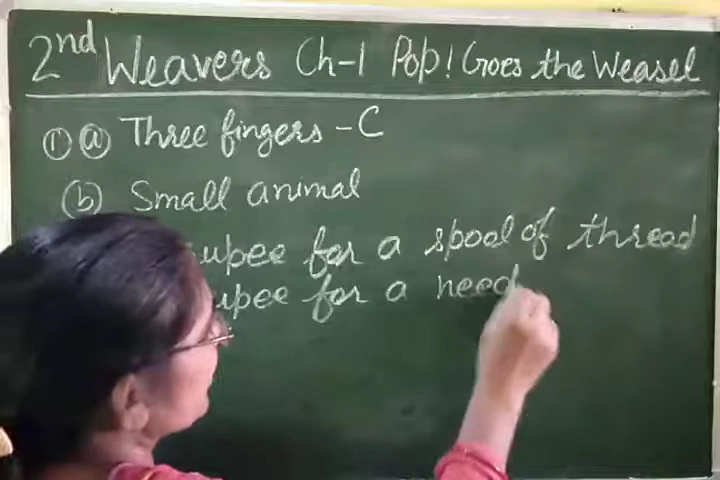 2nd Weavers Ch-1 Pop! Goes the Weasel
① ⓐ Three fingers - C
ⓑ Small animal
upee for a spool of thread
upee for a need